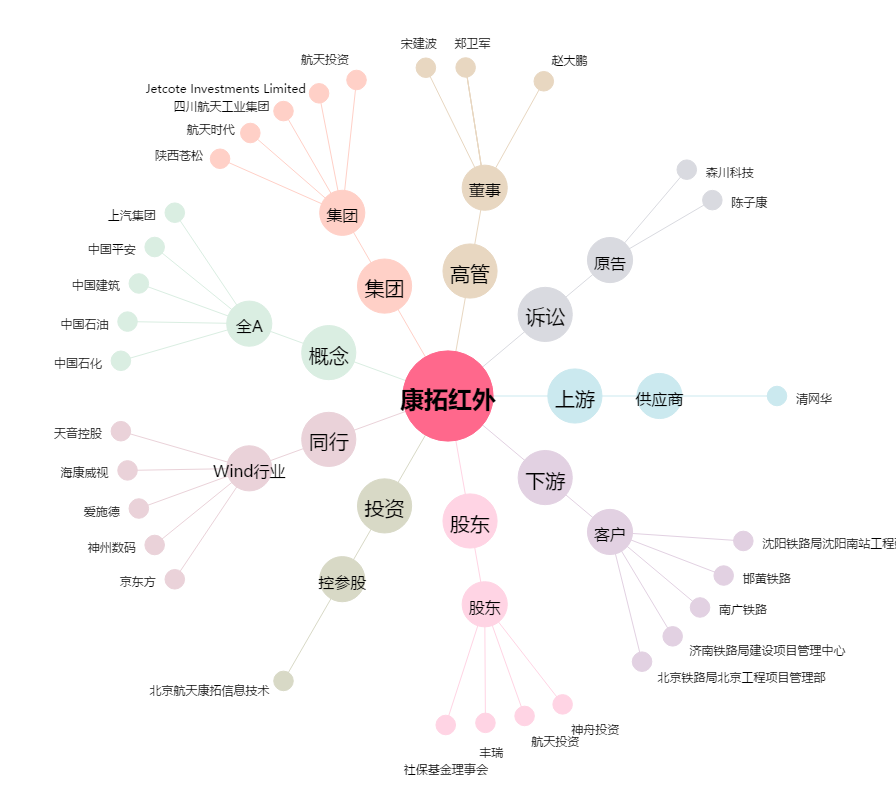 宋建波
郑卫军
赵大鹏
航天投资
Jetcote Investments Limited
四川航天工业集团
航天时代
陕西苍松
董事
集团
高管
集团
森川科技
陈子康
原告
诉讼
上汽集团
中国平安
中国建筑
中国石油
中国石化
全A
概念
康拓红外
上游
供应商
清网华
天音控股
海康威视
爱施德
神州数码
京东方
Wind行业
同行
下游
客户
沈阳铁路局沈阳南站工程
邯黄铁路
南广铁路
济南铁路局建设项目管理中心
北京铁路局北京工程项目管理部
投资
控参股
北京航天康拓信息技术
股东
股东
神舟投资
航天投资
丰瑞
社保基金理事会